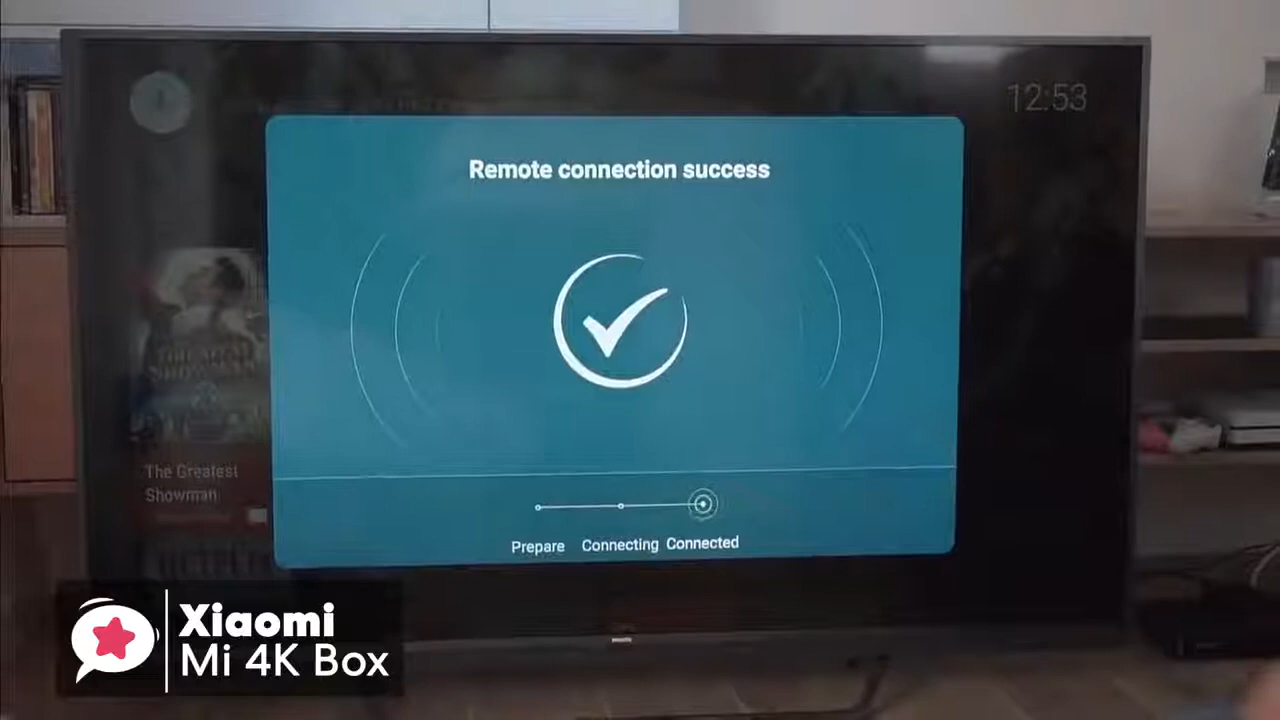 12:53
Remote connection success
The Greatest
Showman
Prepare Connecting Connected
Xiaomi
Mi 4K Box